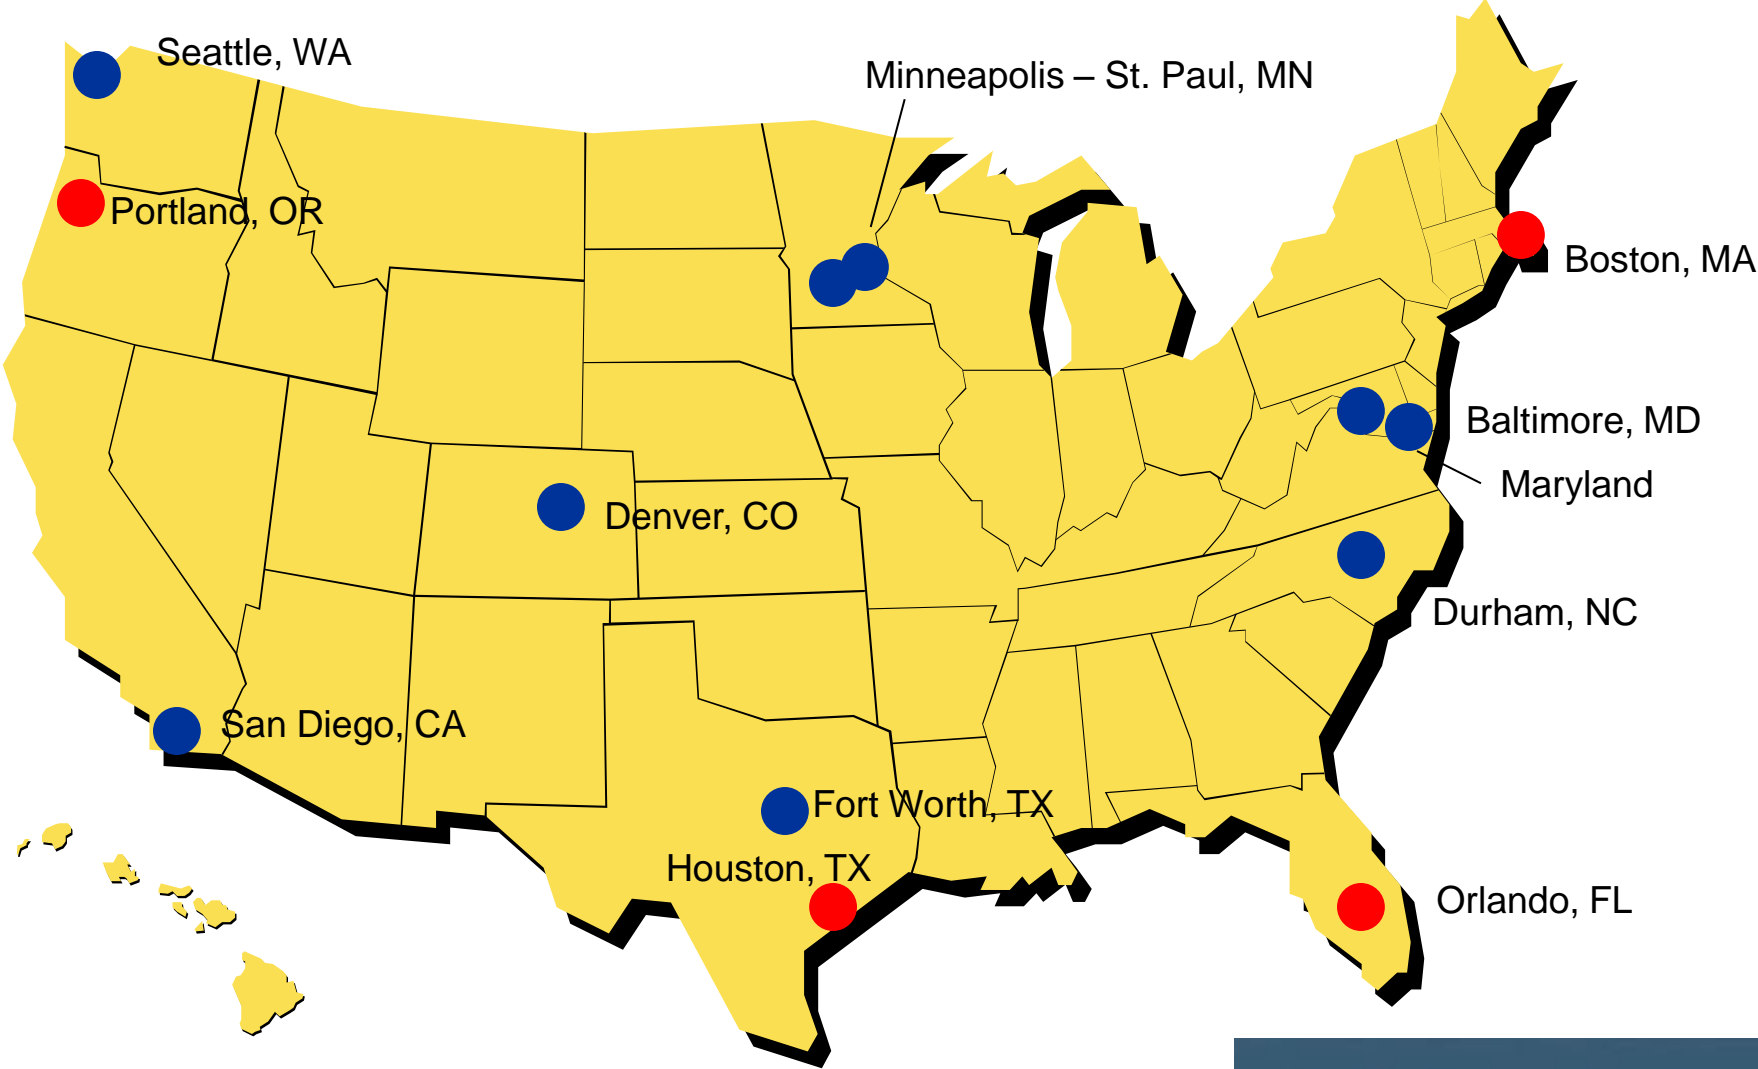 Seattle, WA
Minneapolis – St. Paul, MN
Portland, OR
Boston, MA
Baltimore, MD
Maryland
Denver, CO
Durham, NC
San Diego, CA
Fort Worth, TX
Houston, TX
Orlando, FL